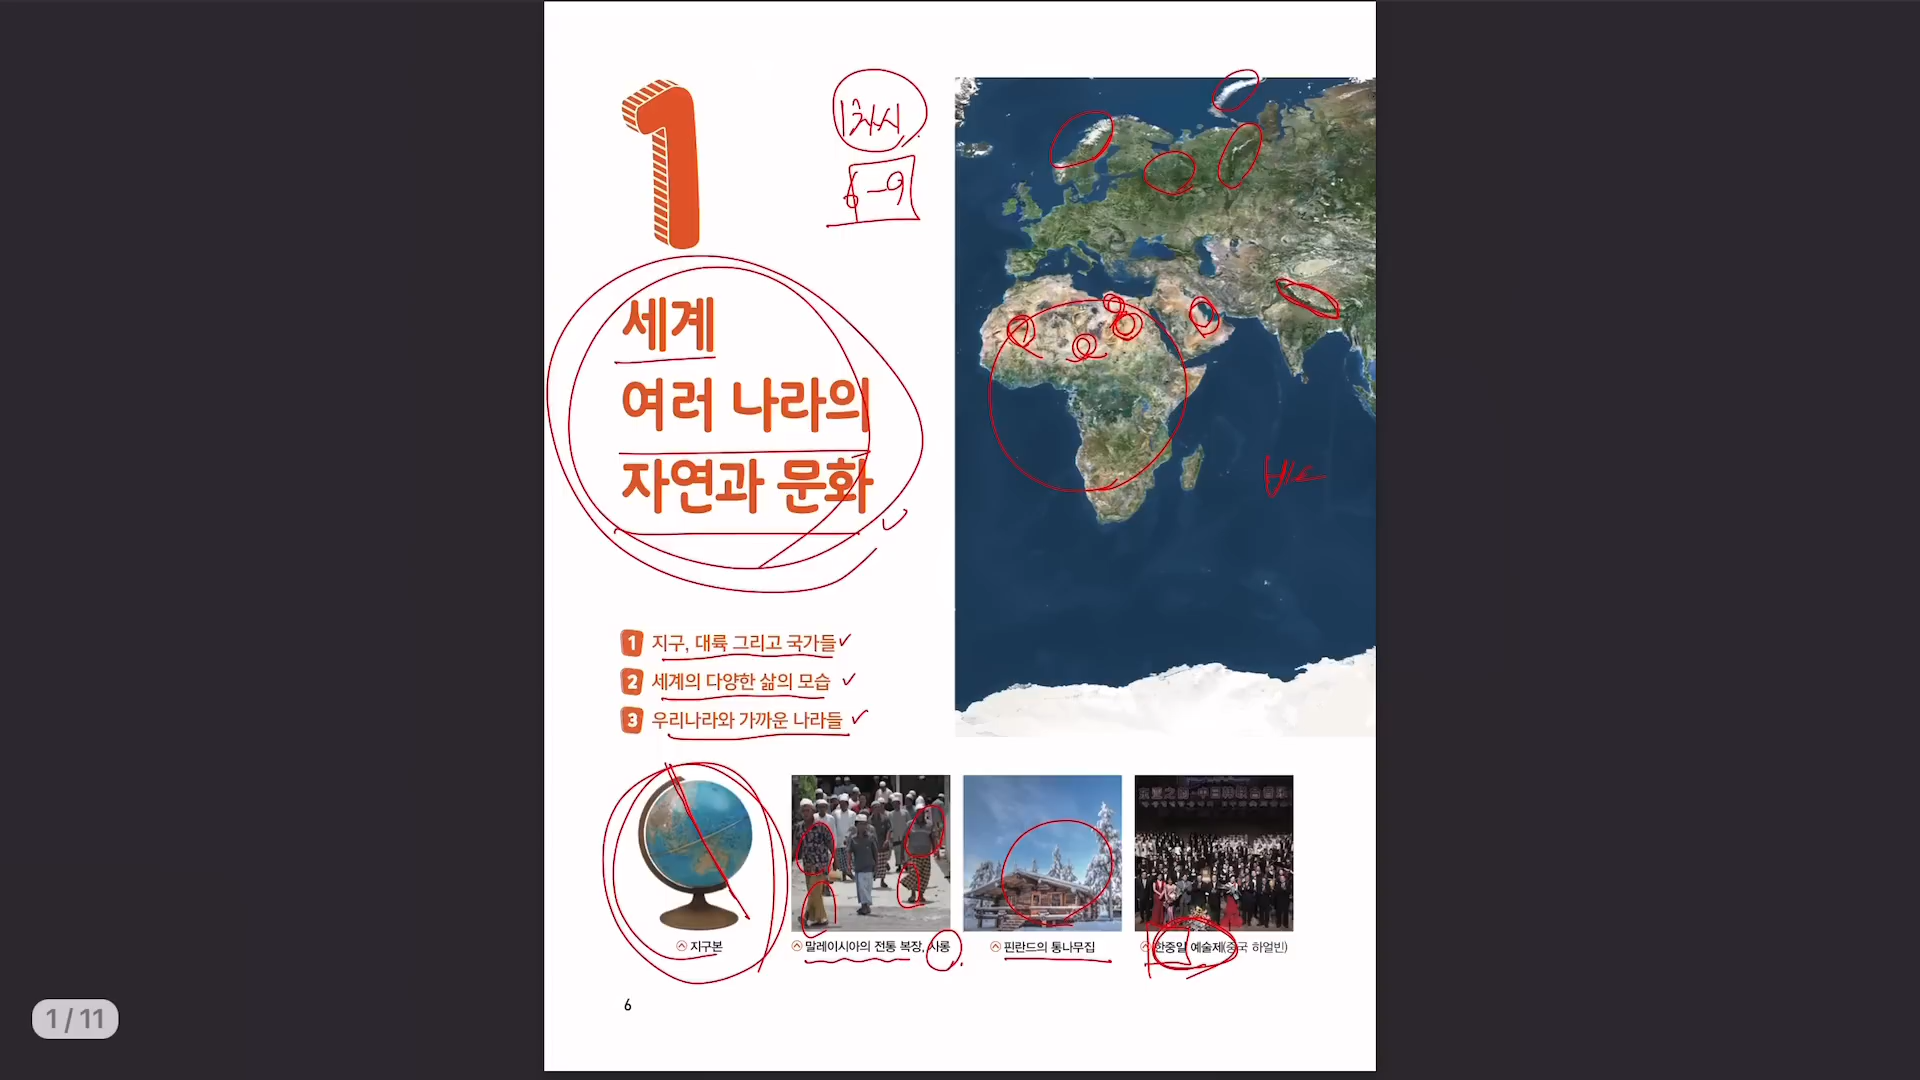 1
1차시
6-9
세계
여러 나라의
자연과 문화
1 지구, 대륙 그리고 국가들
2 세계의 다양한 삶의 모습
3 우리나라와 가까운 나라들
지구본
말레이시아의 전통 복장, 사롱
핀란드의 통나무집
한중일 예술제(중국 하얼빈)
6
1 / 11